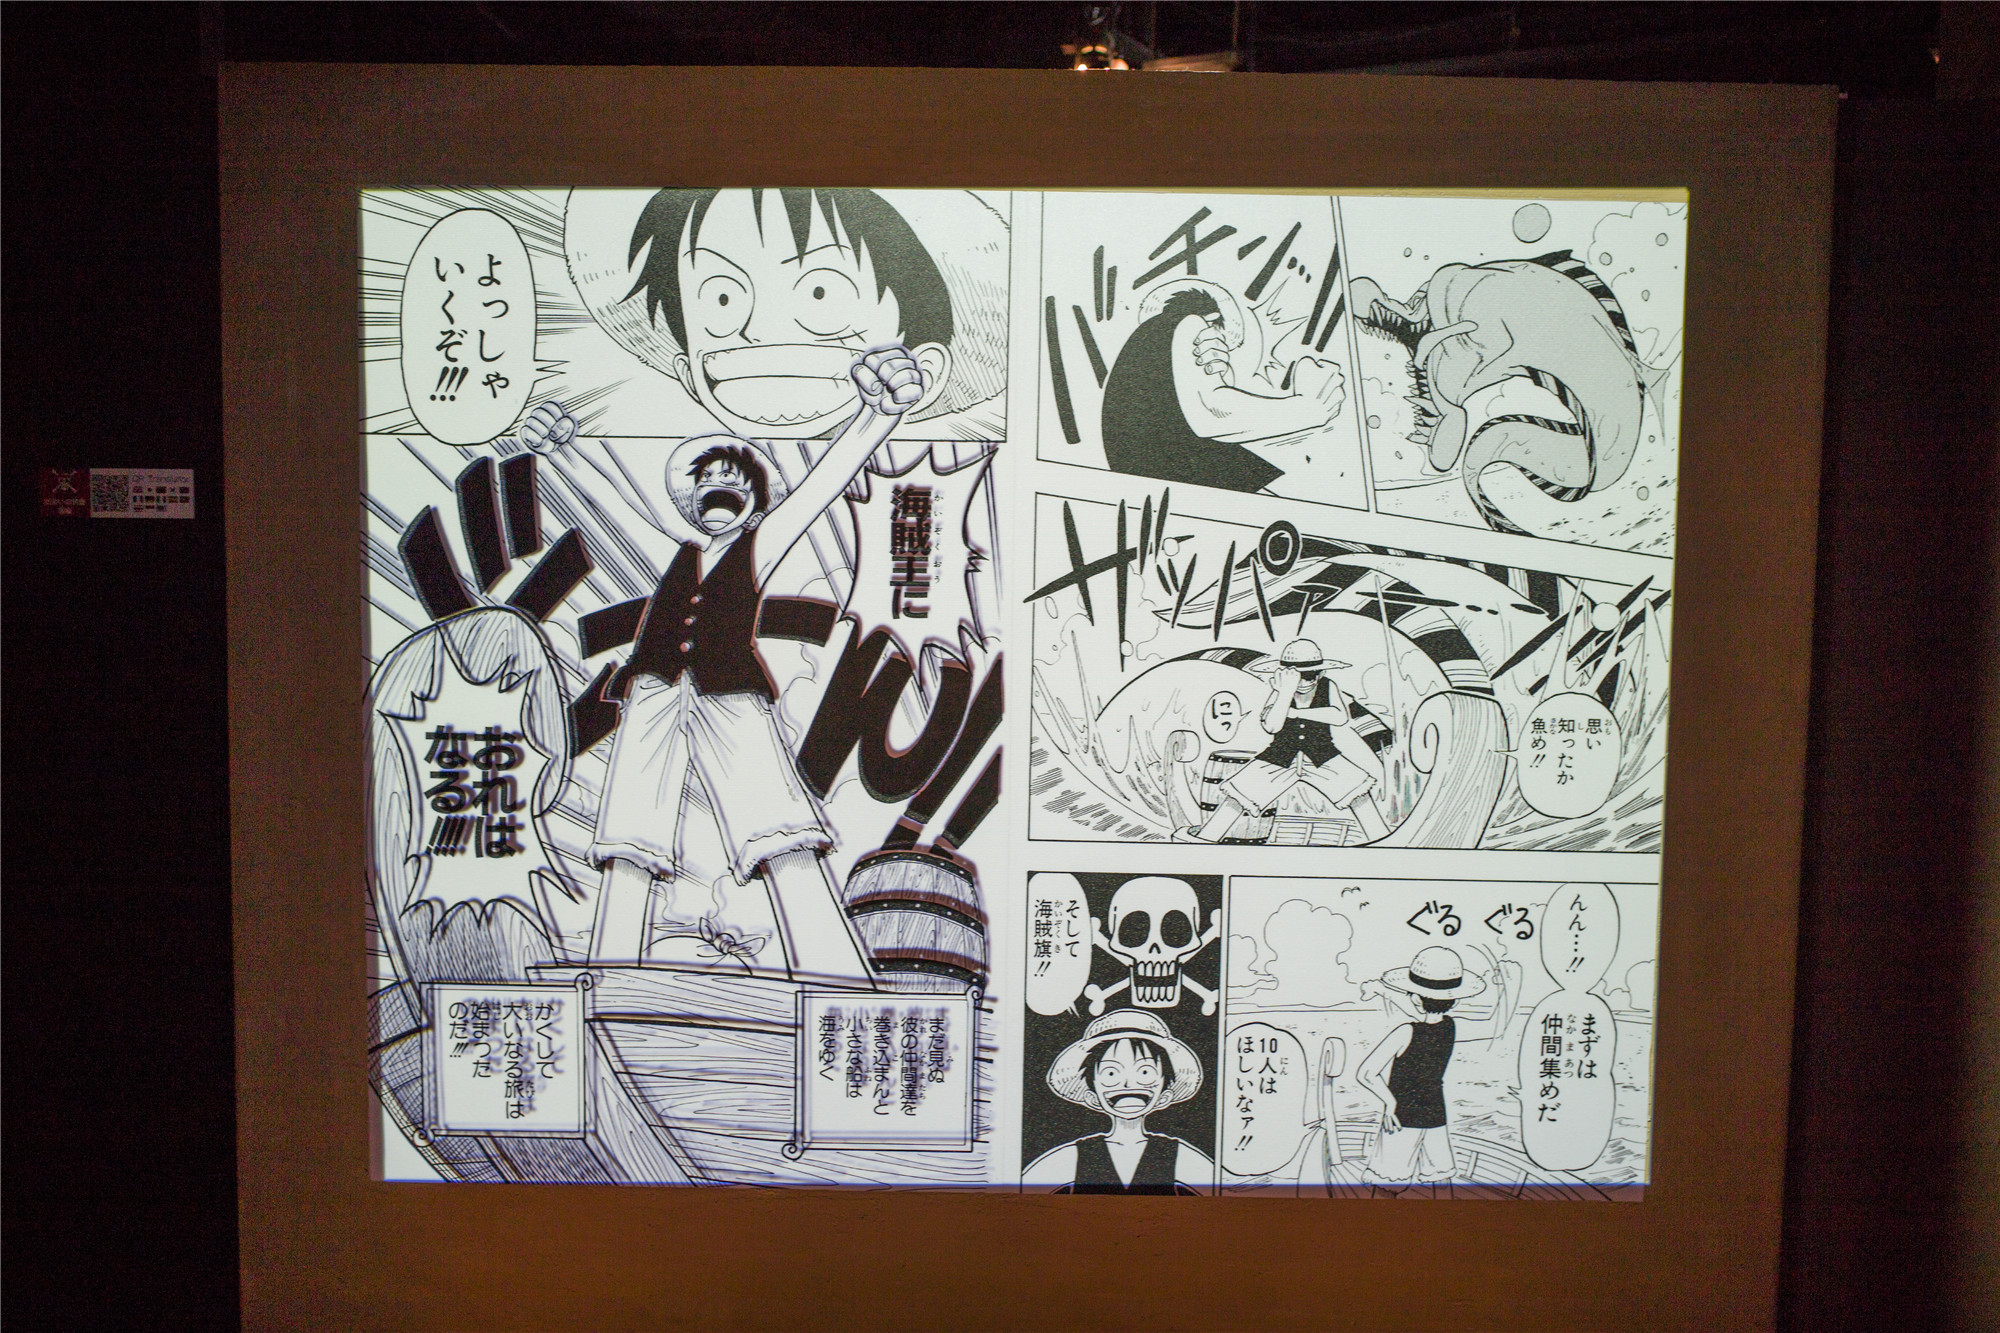 バチィン…!!
ザッパァーン
にっ
思い
知ったか
魚め!!
んん…!!
まずは
仲間集めだ
ぐるぐる
10人は
ほしいなァ!!
そして
海賊旗!!
よっしゃ
いくぞ!!!
海賊王に
おれは
なる!!!!
ドーン!!
まだ見ぬ
彼の仲間達を
巻き込まんと
小さな船は
海をゆく
かくして
大いなる旅は
始まった
のだ!!!